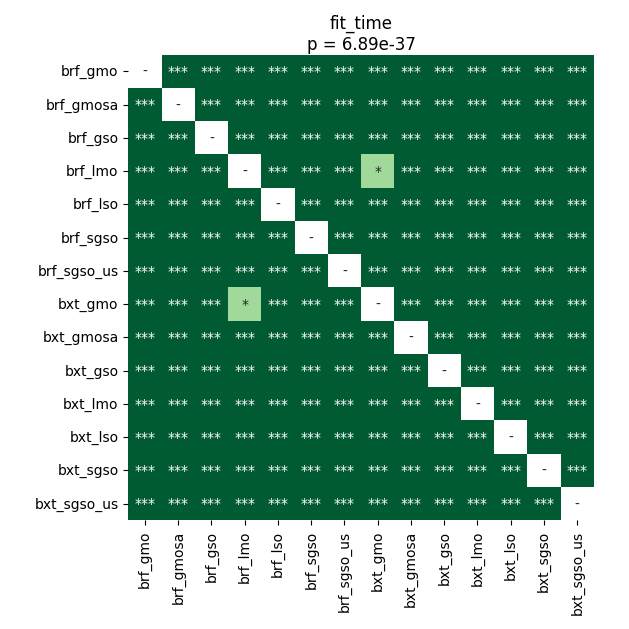 fit_time
p = 6.89e-37
brf_gmo - *** *** *** *** *** *** *** *** *** *** *** *** ***
brf_gmosa *** - *** *** *** *** *** *** *** *** *** *** *** ***
brf_gso *** *** - *** *** *** *** *** *** *** *** *** *** ***
brf_lmo *** *** *** - *** *** *** * *** *** *** *** *** ***
brf_lso *** *** *** *** - *** *** *** *** *** *** *** *** ***
brf_sgso *** *** *** *** *** - *** *** *** *** *** *** *** ***
brf_sgso_us *** *** *** *** *** *** - *** *** *** *** *** *** ***
bxt_gmo *** *** *** * *** *** *** - *** *** *** *** *** ***
bxt_gmosa *** *** *** *** *** *** *** *** - *** *** *** *** ***
bxt_gso *** *** *** *** *** *** *** *** *** - *** *** *** ***
bxt_lmo *** *** *** *** *** *** *** *** *** *** - *** *** ***
bxt_lso *** *** *** *** *** *** *** *** *** *** *** - *** ***
bxt_sgso *** *** *** *** *** *** *** *** *** *** *** *** - ***
bxt_sgso_us *** *** *** *** *** *** *** *** *** *** *** *** *** -
brf_gmo
brf_gmosa
brf_gso
brf_lmo
brf_lso
brf_sgso
brf_sgso_us
bxt_gmo
bxt_gmosa
bxt_gso
bxt_lmo
bxt_lso
bxt_sgso
bxt_sgso_us